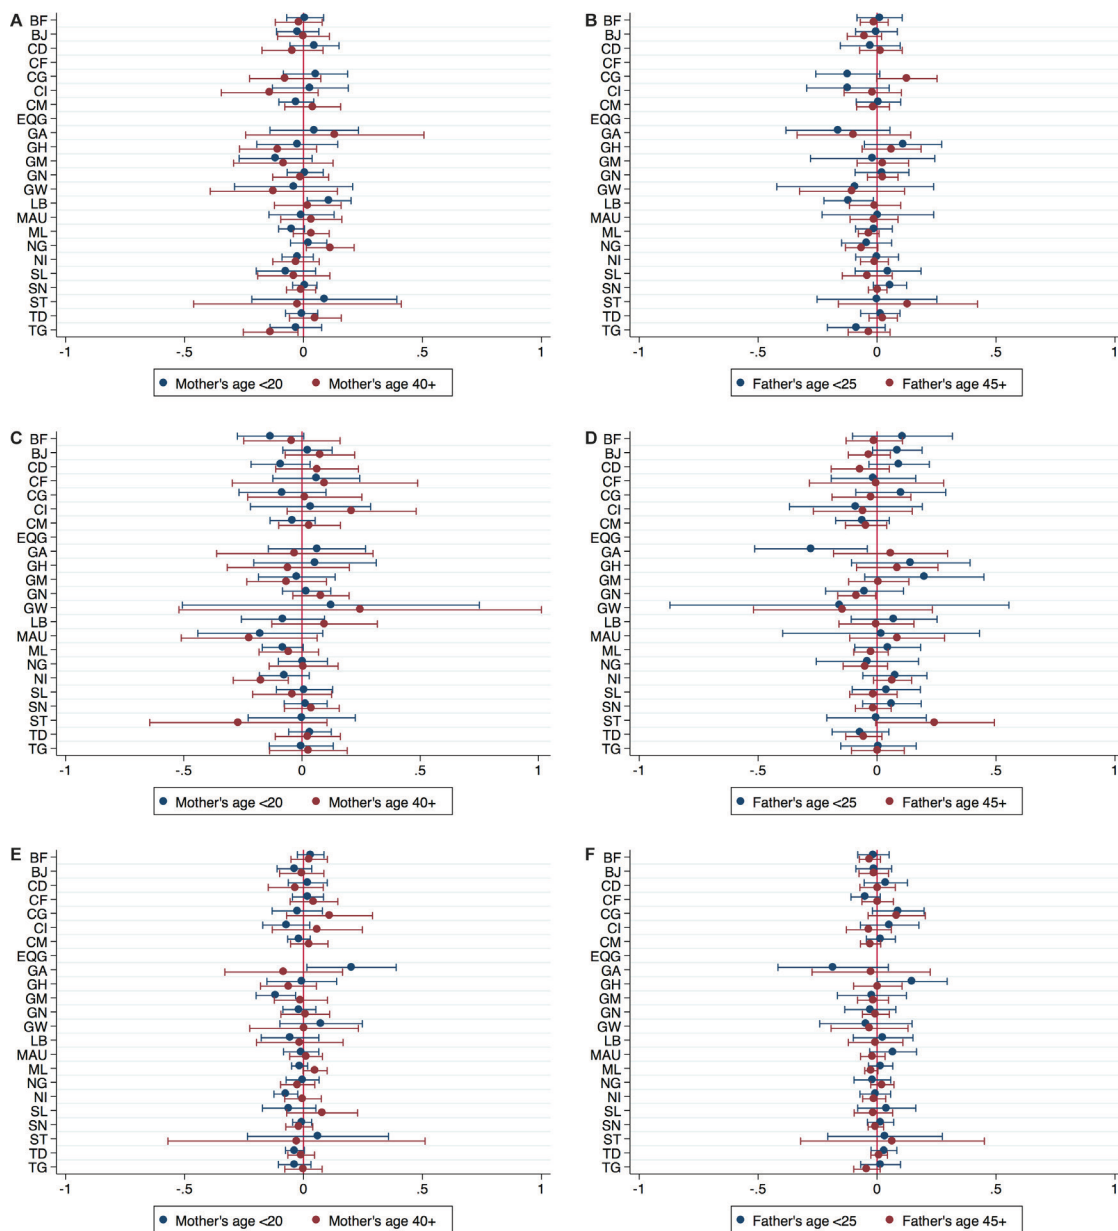 A
BF
BJ
CD
CF
CG
CI
CM
EQG
GA
GH
GM
GN
GW
LB
MAU
ML
NG
NI
SL
SN
ST
TD
TG
-1 -.5 0 .5 1
Mother's age <20 Mother's age 40+
B
BF
BJ
CD
CF
CG
CI
CM
EQG
GA
GH
GM
GN
GW
LB
MAU
ML
NG
NI
SL
SN
ST
TD
TG
-1 -.5 0 .5 1
Father's age <25 Father's age 45+
C
BF
BJ
CD
CF
CG
CI
CM
EQG
GA
GH
GM
GN
GW
LB
MAU
ML
NG
NI
SL
SN
ST
TD
TG
-1 -.5 0 .5 1
Mother's age <20 Mother's age 40+
D
BF
BJ
CD
CF
CG
CI
CM
EQG
GA
GH
GM
GN
GW
LB
MAU
ML
NG
NI
SL
SN
ST
TD
TG
-1 -.5 0 .5 1
Father's age <25 Father's age 45+
E
BF
BJ
CD
CF
CG
CI
CM
EQG
GA
GH
GM
GN
GW
LB
MAU
ML
NG
NI
SL
SN
ST
TD
TG
-1 -.5 0 .5 1
Mother's age <20 Mother's age 40+
F
BF
BJ
CD
CF
CG
CI
CM
EQG
GA
GH
GM
GN
GW
LB
MAU
ML
NG
NI
SL
SN
ST
TD
TG
-1 -.5 0 .5 1
Father's age <25 Father's age 45+